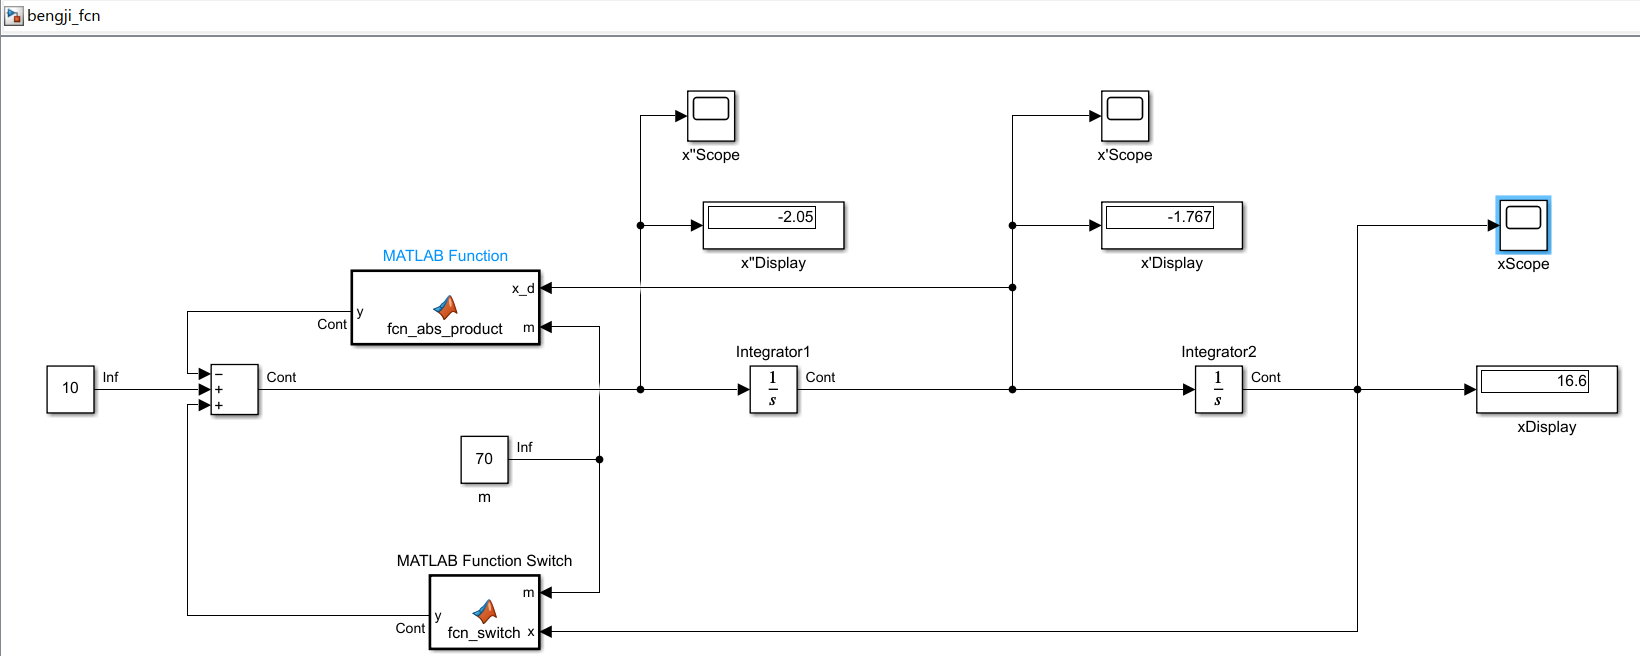 bengji_fcn
x"Scope
x'Scope
-2.05
x"Display
-1.767
x'Display
xScope
MATLAB Function
x_d
y
fcn_abs_product
m
Cont
10
Inf
−
+
+
Cont
Integrator1
1
s
Cont
Integrator2
1
s
Cont
16.6
xDisplay
70
Inf
m
MATLAB Function Switch
m
y
fcn_switch
x
Cont